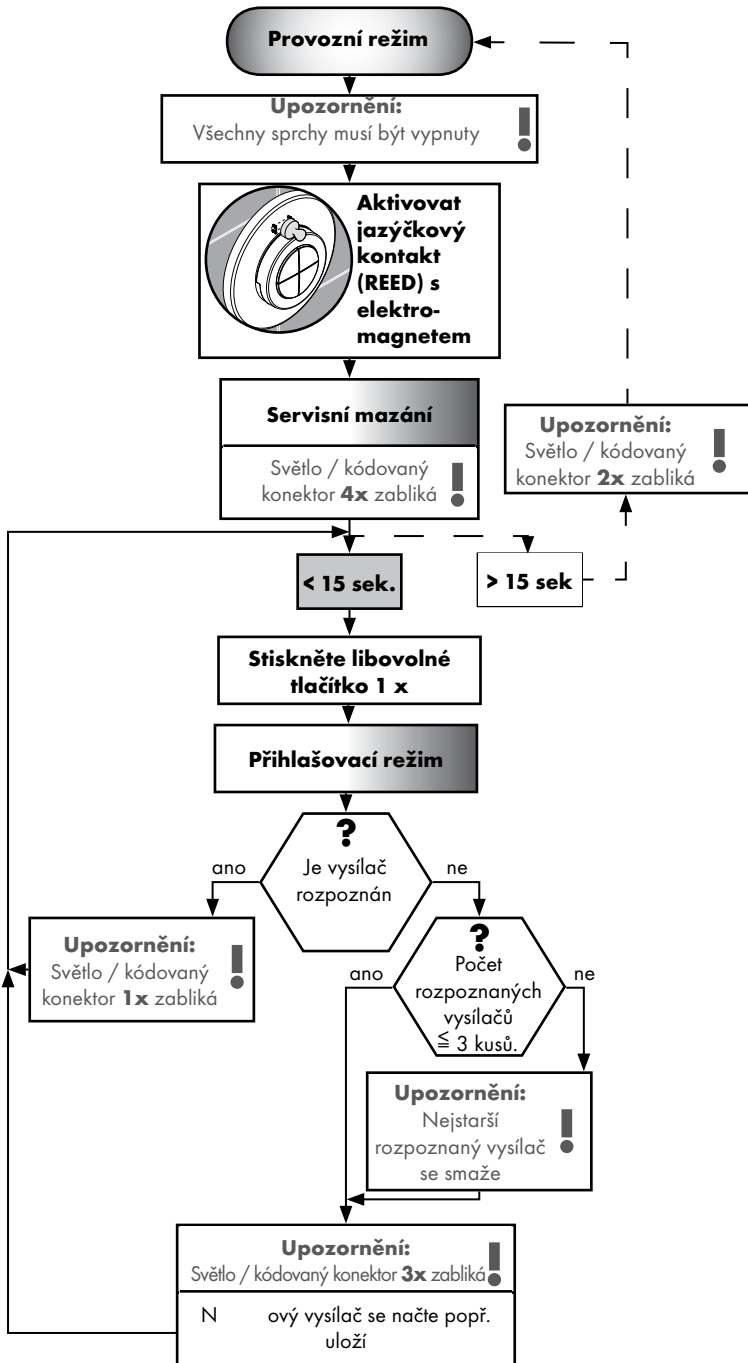 Provozní režim
Upozornění:
Všechny sprchy musí být vypnuty
!
Aktivovat
jazýčkový
kontakt
(REED) s
elektro-
magnetem
Servisní mazání
Světlo / kódovaný
konektor 4x zabliká
!
Upozornění:
Světlo / kódovaný
konektor 2x zabliká
!
< 15 sek.
> 15 sek
Stiskněte libovolné
tlačítko 1 x
Přihlašovací režim
?
Je vysílač
rozpoznán
ano
ne
Upozornění:
Světlo / kódovaný
konektor 1x zabliká
!
?
Počet
rozpoznaných
vysílačů
≦ 3 kusů.
ano
ne
Upozornění:
Nejstarší
rozpoznaný vysílač
se smaže
!
Upozornění:
Světlo / kódovaný konektor 3x zabliká
!
N ový vysílač se načte popř.
uloží